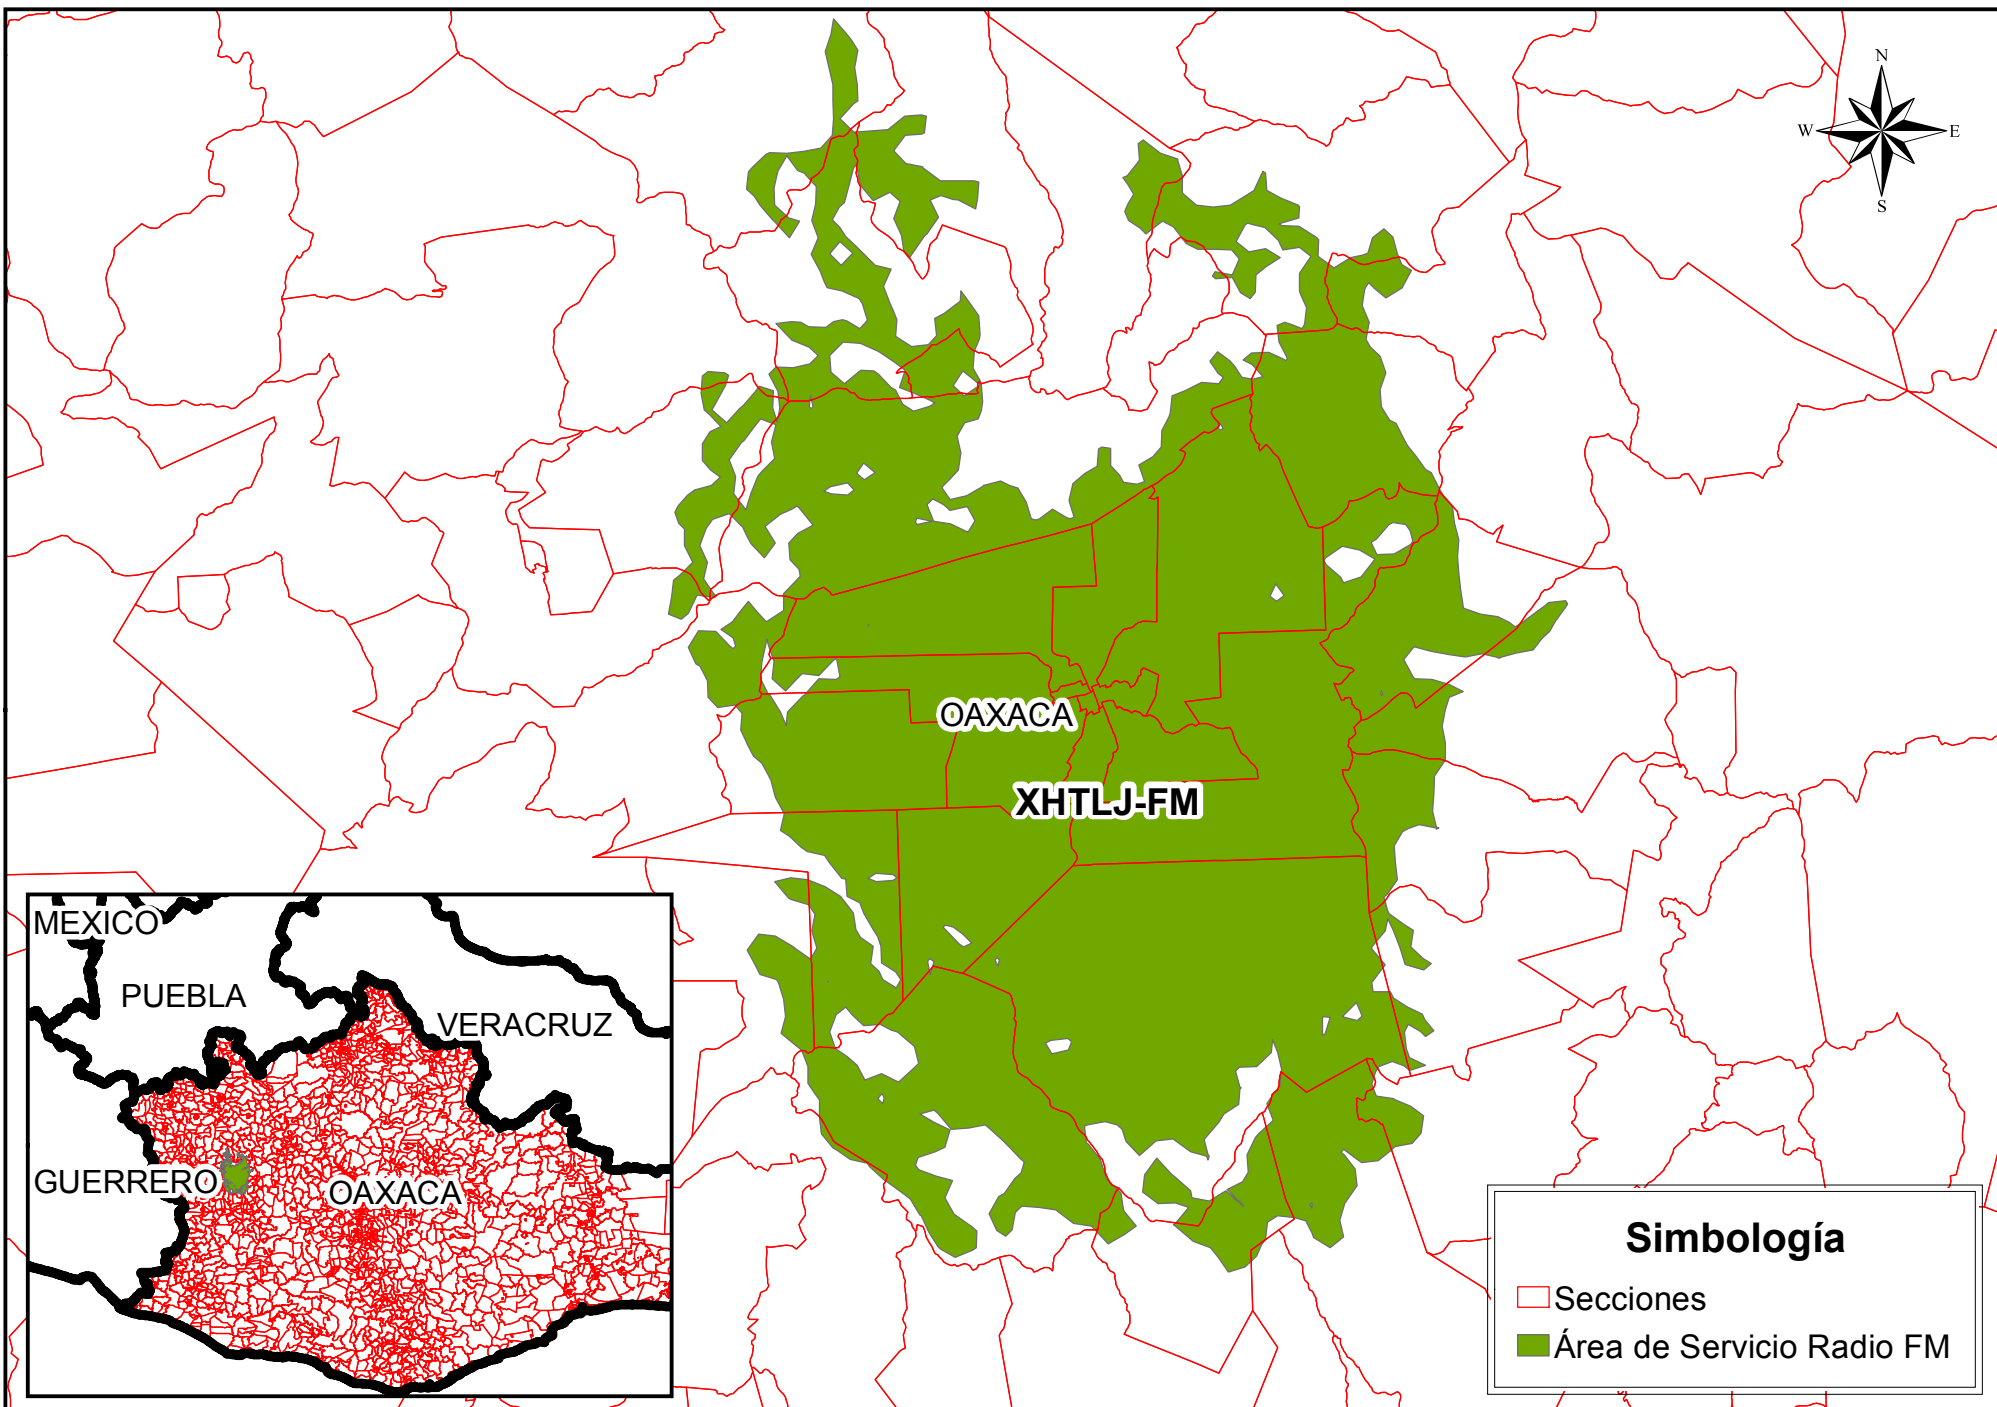 N
W E
S
OAXACA
XHTLJ-FM
MEXICO
PUEBLA
VERACRUZ
GUERRERO
OAXACA
Simbología
Secciones
Área de Servicio Radio FM